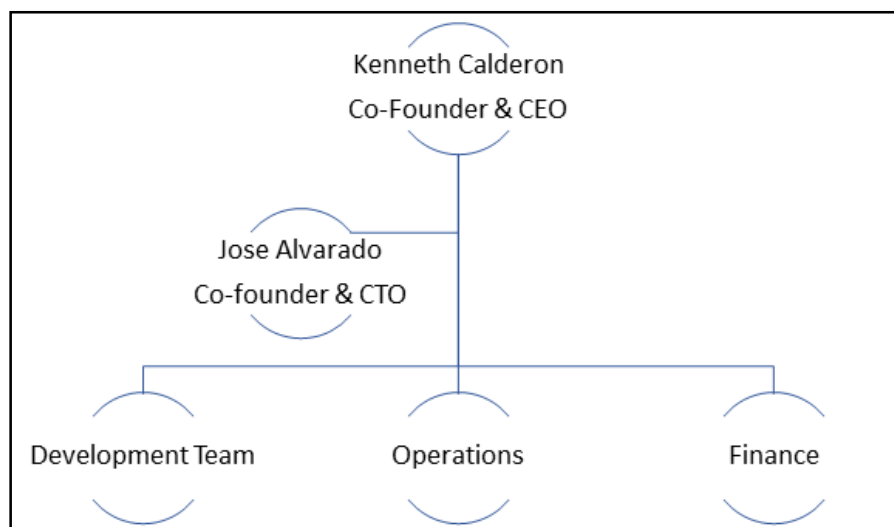 Kenneth Calderon
Co-Founder & CEO
Jose Alvarado
Co-founder & CTO
Development Team
Operations
Finance